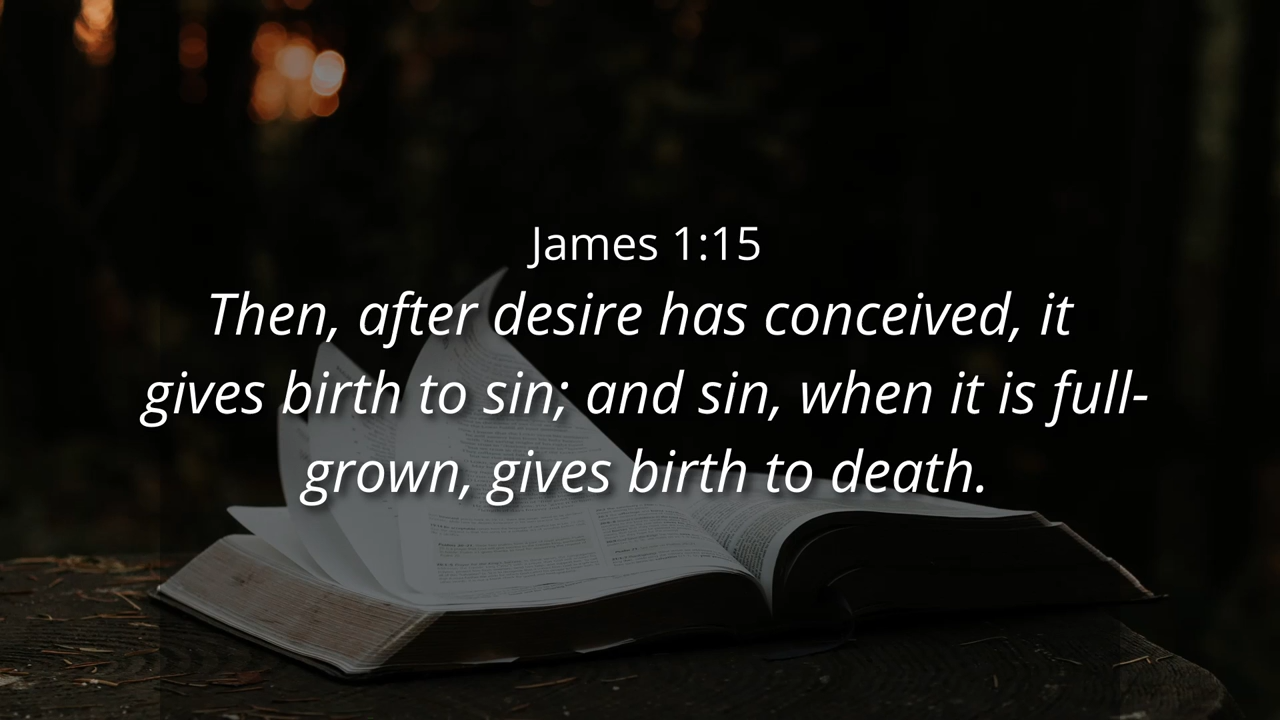 James 1:15
Then, after desire has conceived, it
gives birth to sin; and sin, when it is full-
grown, gives birth to death.